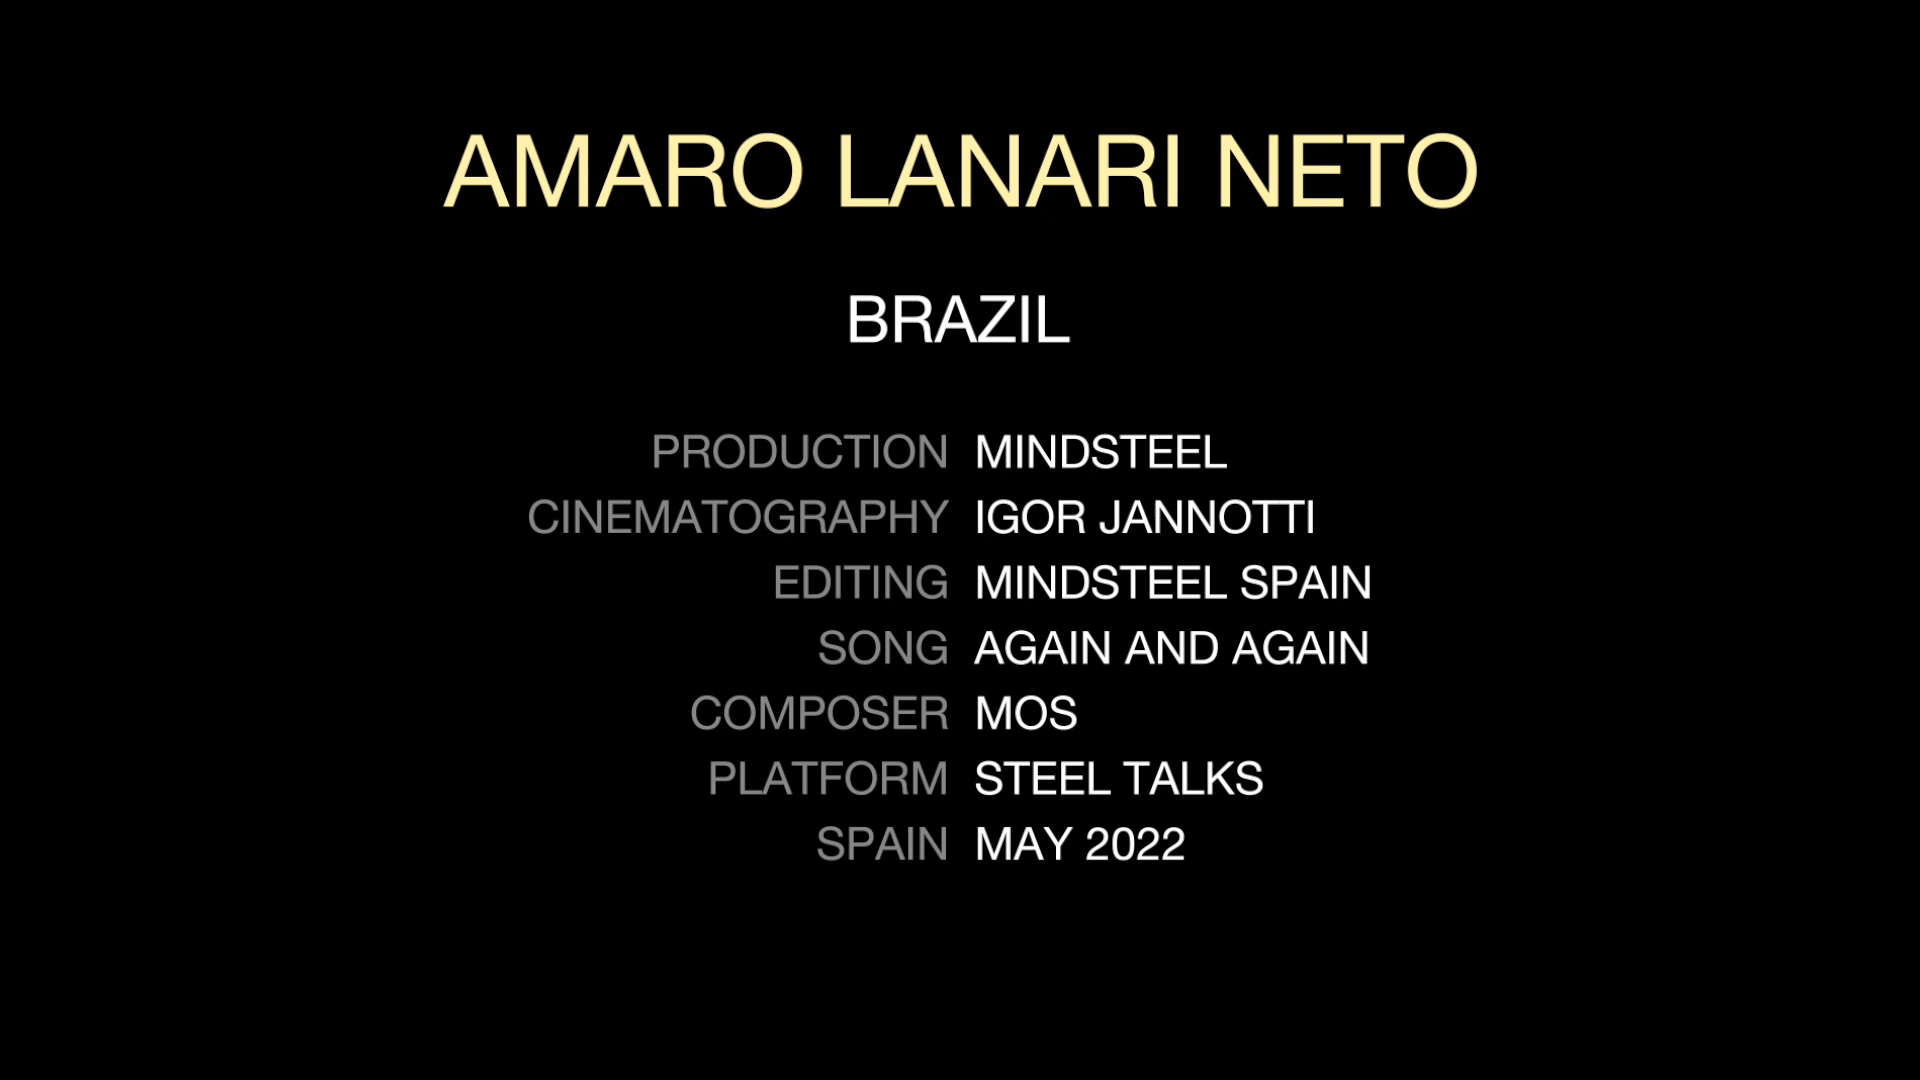 AMARO LANARI NETO
BRAZIL
PRODUCTION MINDSTEEL
CINEMATOGRAPHY IGOR JANNOTTI
EDITING MINDSTEEL SPAIN
SONG AGAIN AND AGAIN
COMPOSER MOS
PLATFORM STEEL TALKS
SPAIN MAY 2022